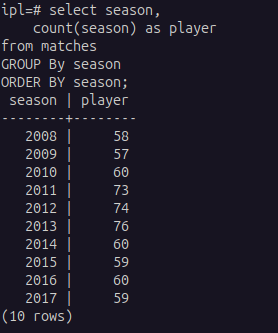 ipl=# select season,
    count(season) as player
from matches
GROUP By season
ORDER BY season;
 season | player
--------+--------
   2008 |     58
   2009 |     57
   2010 |     60
   2011 |     73
   2012 |     74
   2013 |     76
   2014 |     60
   2015 |     59
   2016 |     60
   2017 |     59
(10 rows)